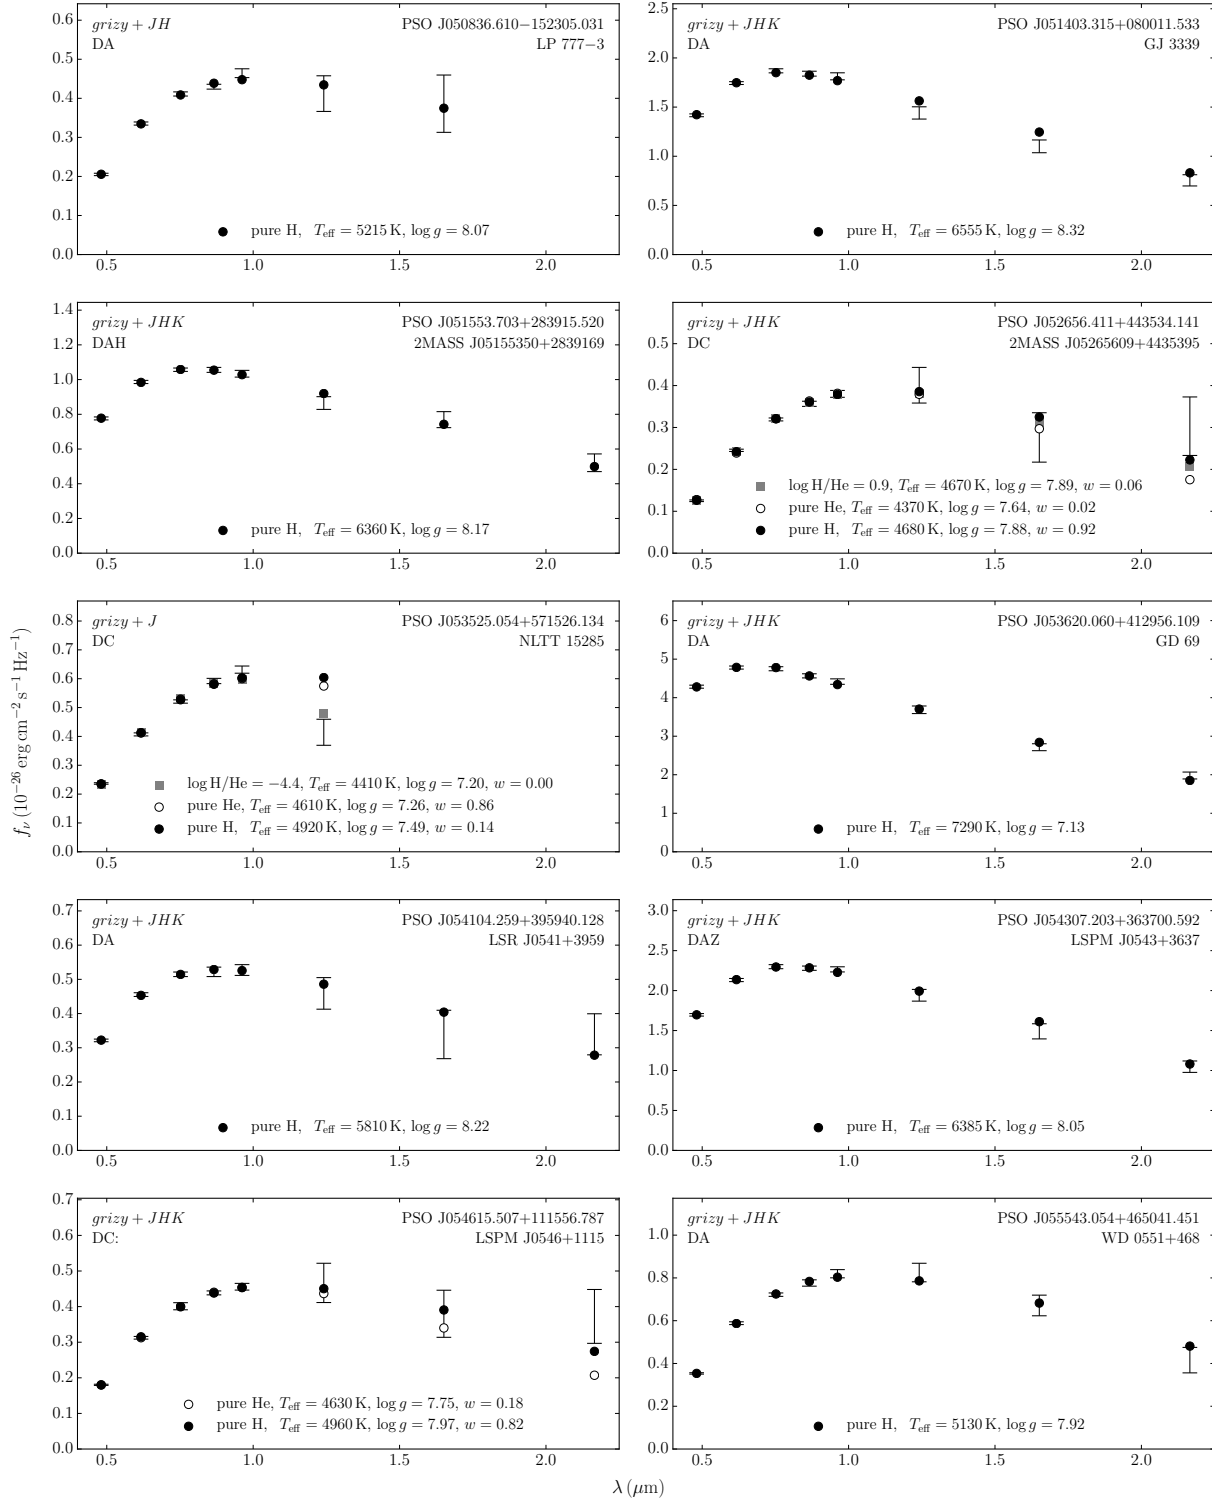 grizy + JH
PSO J050836.610−152305.031
DA
LP 777−3
pure H, T_eff = 5215 K, log g = 8.07
0.6
0.5
0.4
0.3
0.2
0.1
0.0
0.5 1.0 1.5 2.0
grizy + JHK
PSO J051403.315+080011.533
DA
GJ 3339
pure H, T_eff = 6555 K, log g = 8.32
2.5
2.0
1.5
1.0
0.5
0.0
0.5 1.0 1.5 2.0
grizy + JHK
PSO J051553.703+283915.520
DAH
2MASS J05155350+2839169
pure H, T_eff = 6360 K, log g = 8.17
1.4
1.2
1.0
0.8
0.6
0.4
0.2
0.0
0.5 1.0 1.5 2.0
grizy + JHK
PSO J052656.411+443534.141
DC
2MASS J05265609+4435395
log H/He = 0.9, T_eff = 4670 K, log g = 7.89, w = 0.06
pure He, T_eff = 4370 K, log g = 7.64, w = 0.02
pure H, T_eff = 4680 K, log g = 7.88, w = 0.92
0.5
0.4
0.3
0.2
0.1
0.0
0.5 1.0 1.5 2.0
grizy + J
PSO J053525.054+571526.134
DC
NLTT 15285
log H/He = −4.4, T_eff = 4410 K, log g = 7.20, w = 0.00
pure He, T_eff = 4610 K, log g = 7.26, w = 0.86
pure H, T_eff = 4920 K, log g = 7.49, w = 0.14
0.8
0.7
0.6
0.5
0.4
0.3
0.2
0.1
0.0
0.5 1.0 1.5 2.0
f_ν (10⁻²⁶ erg cm⁻² s⁻¹ Hz⁻¹)
grizy + JHK
PSO J053620.060+412956.109
DA
GD 69
pure H, T_eff = 7290 K, log g = 7.13
6
5
4
3
2
1
0
0.5 1.0 1.5 2.0
grizy + JHK
PSO J054104.259+395940.128
DA
LSR J0541+3959
pure H, T_eff = 5810 K, log g = 8.22
0.7
0.6
0.5
0.4
0.3
0.2
0.1
0.0
0.5 1.0 1.5 2.0
grizy + JHK
PSO J054307.203+363700.592
DAZ
LSPM J0543+3637
pure H, T_eff = 6385 K, log g = 8.05
3.0
2.5
2.0
1.5
1.0
0.5
0.0
0.5 1.0 1.5 2.0
grizy + JHK
PSO J054615.507+111556.787
DC:
LSPM J0546+1115
pure He, T_eff = 4630 K, log g = 7.75, w = 0.18
pure H, T_eff = 4960 K, log g = 7.97, w = 0.82
0.7
0.6
0.5
0.4
0.3
0.2
0.1
0.0
0.5 1.0 1.5 2.0
grizy + JHK
PSO J055543.054+465041.451
DA
WD 0551+468
pure H, T_eff = 5130 K, log g = 7.92
1.0
0.8
0.6
0.4
0.2
0.0
0.5 1.0 1.5 2.0
λ (μm)